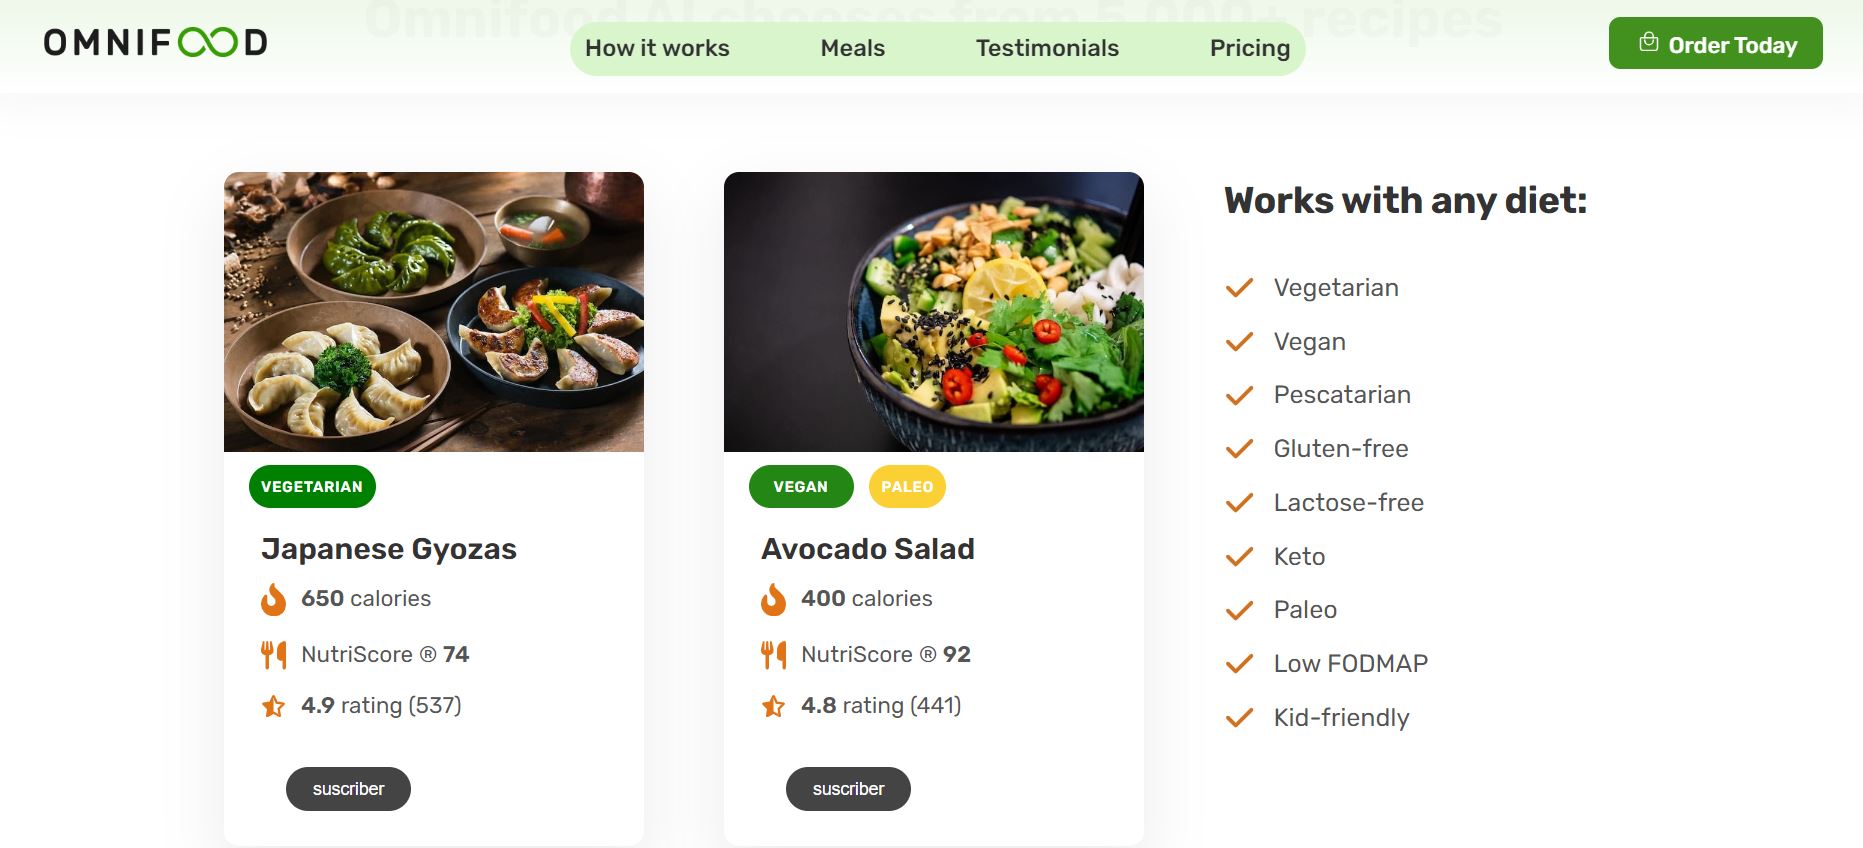 Omnifood AI chooses from 5,000+ recipes
OMNIFOOD
How it works
Meals
Testimonials
Pricing
Order Today
VEGETARIAN
Japanese Gyozas
650 calories
NutriScore ® 74
4.9 rating (537)
suscriber
VEGAN
PALEO
Avocado Salad
400 calories
NutriScore ® 92
4.8 rating (441)
suscriber
Works with any diet:
Vegetarian
Vegan
Pescatarian
Gluten-free
Lactose-free
Keto
Paleo
Low FODMAP
Kid-friendly